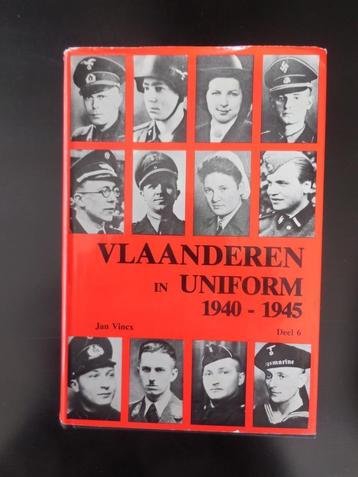 VLAANDEREN
IN UNIFORM
1940 - 1945
Jan Vincx
Deel 6